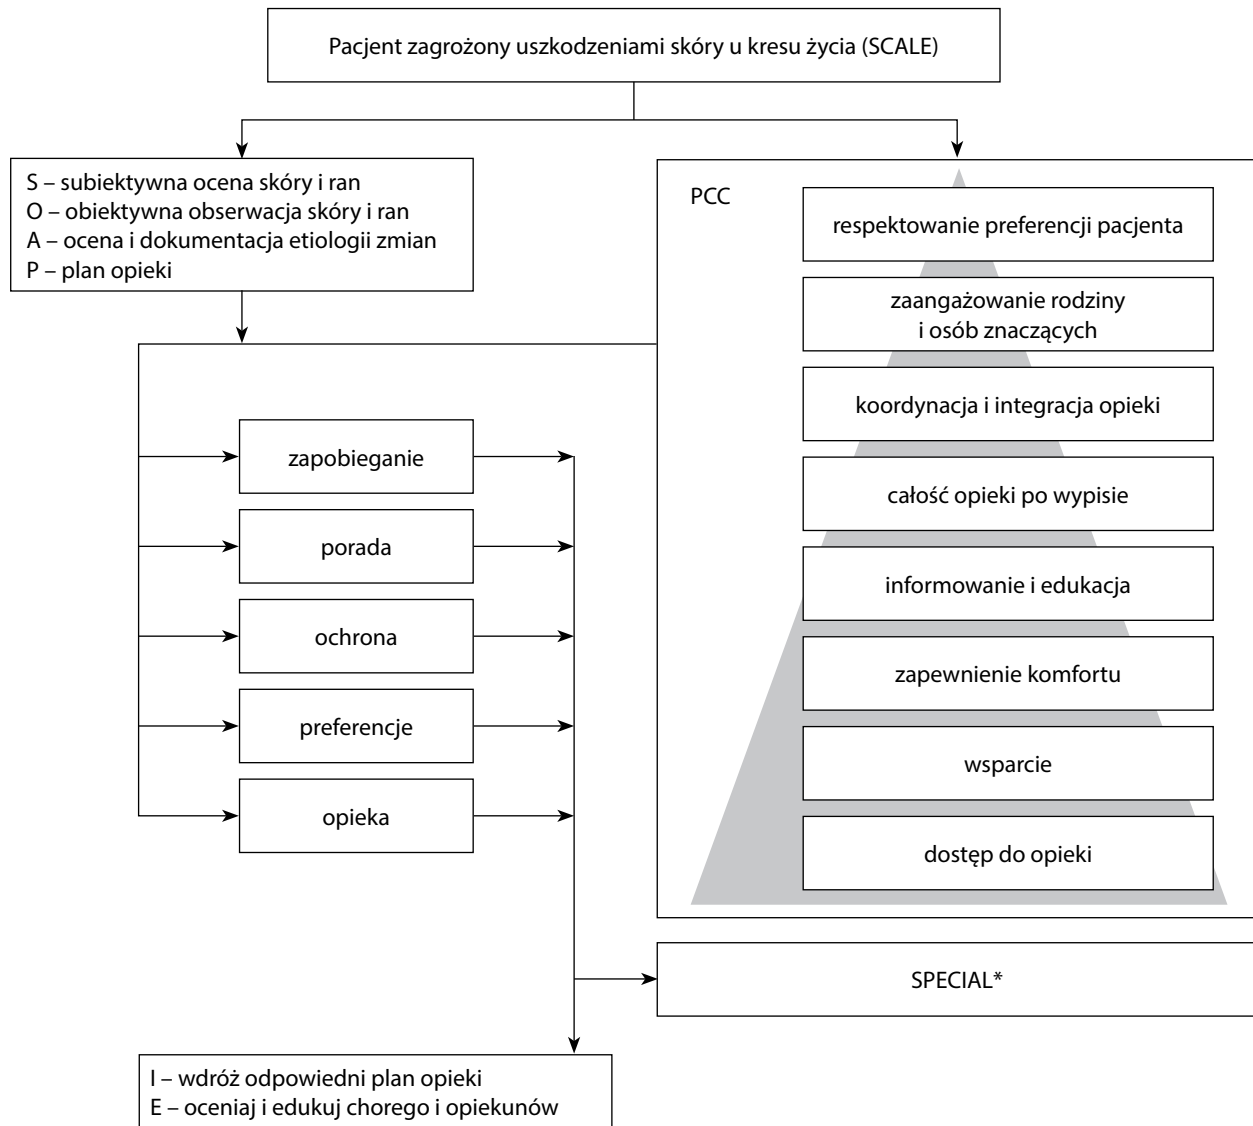 Pacjent zagrożony uszkodzeniami skóry u kresu życia (SCALE)
S – subiektywna ocena skóry i ran
O – obiektywna obserwacja skóry i ran
A – ocena i dokumentacja etiologii zmian
P – plan opieki
PCC
respektowanie preferencji pacjenta
zaangażowanie rodziny
i osób znaczących
koordynacja i integracja opieki
całość opieki po wypisie
informowanie i edukacja
zapewnienie komfortu
wsparcie
dostęp do opieki
zapobieganie
porada
ochrona
preferencje
opieka
SPECIAL*
I – wdróż odpowiedni plan opieki
E – oceniaj i edukuj chorego i opiekunów